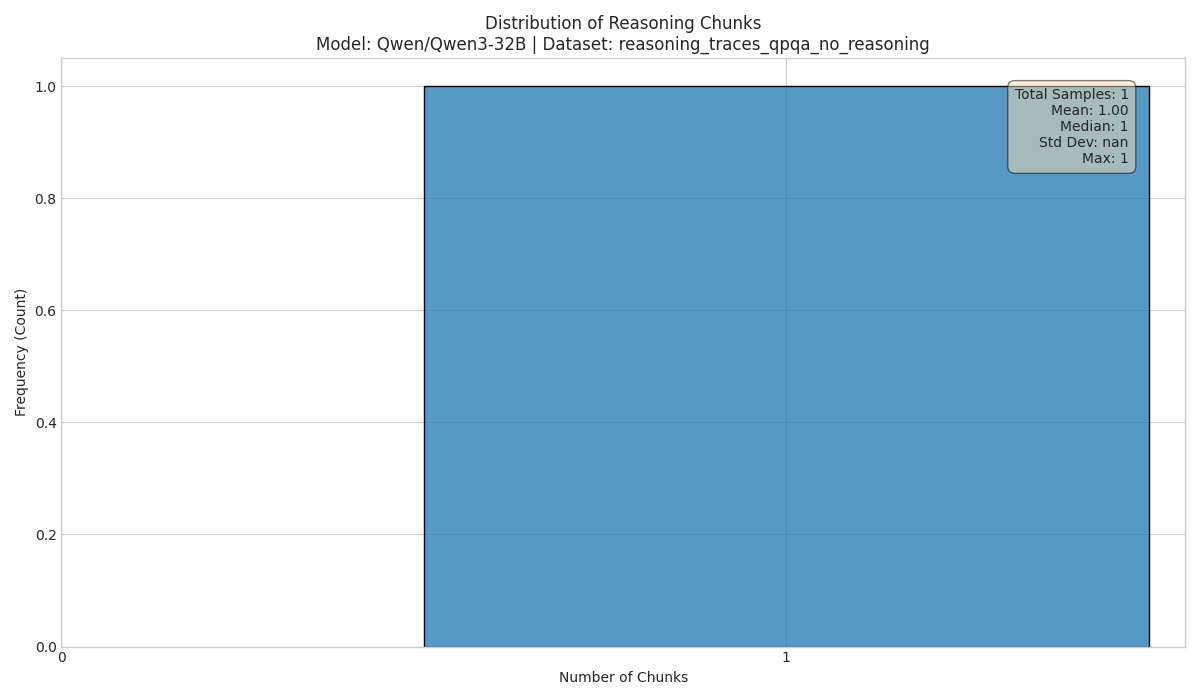 Distribution of Reasoning Chunks
Model: Qwen/Qwen3-32B | Dataset: reasoning_traces_qpqa_no_reasoning
Total Samples: 1
Mean: 1.00
Median: 1
Std Dev: nan
Max: 1
Frequency (Count)
1.0
0.8
0.6
0.4
0.2
0.0
0 1
Number of Chunks